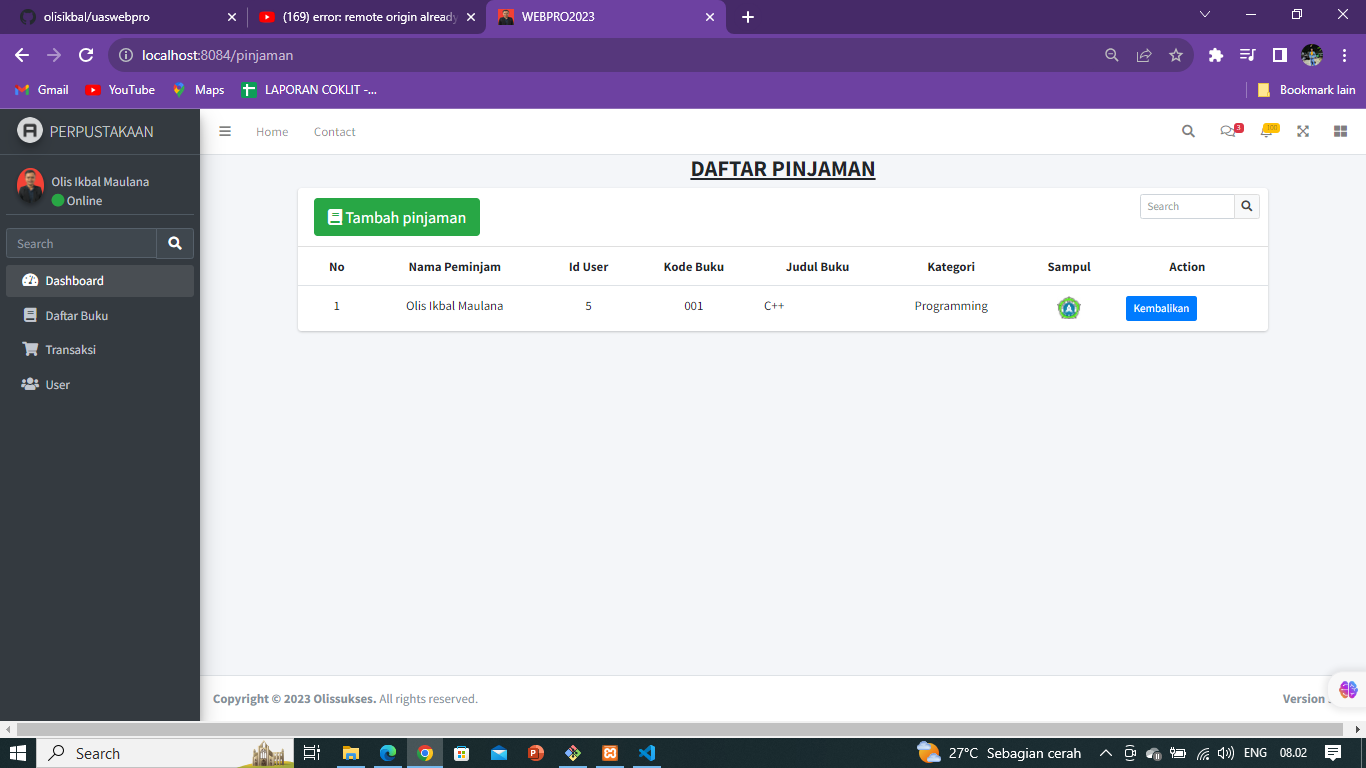 olisikbal/uaswebpro
(169) error: remote origin already
WEBPRO2023
localhost:8084/pinjaman
Gmail
YouTube
Maps
LAPORAN COKLIT -...
Bookmark lain
PERPUSTAKAAN
Home
Contact
3
100
Olis Ikbal Maulana
Online
Search
Dashboard
Daftar Buku
Transaksi
User
DAFTAR PINJAMAN
Tambah pinjaman
Search
No Nama Peminjam Id User Kode Buku Judul Buku Kategori Sampul Action
1 Olis Ikbal Maulana 5 001 C++ Programming Kembalikan
Copyright © 2023 Olissukses. All rights reserved.
Version
Search
27°C Sebagian cerah
ENG
08.02